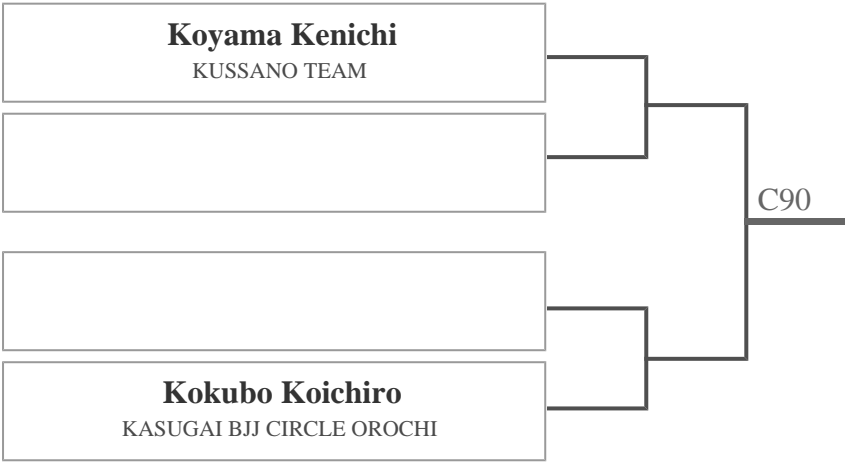 Koyama Kenichi
KUSSANO TEAM
C90
Kokubo Koichiro
KASUGAI BJJ CIRCLE OROCHI